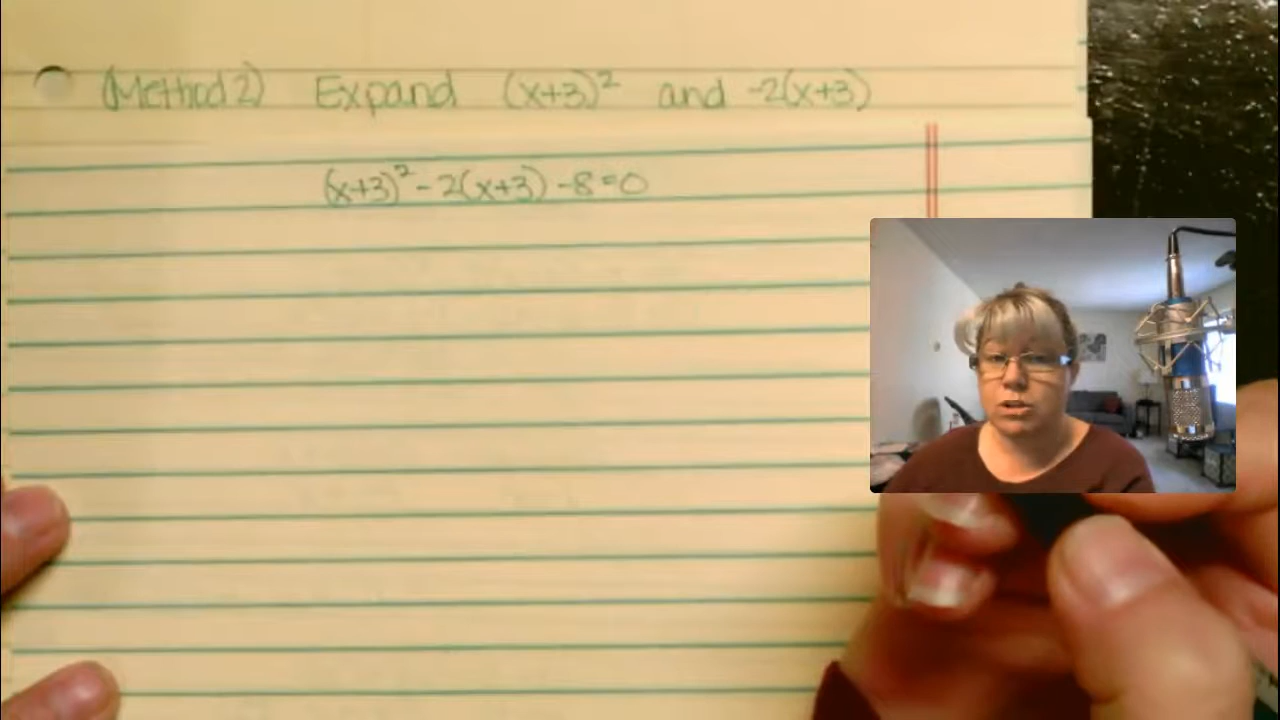 (Method 2) Expand (x+3)² and -2(x+3)
(x+3)² - 2(x+3) - 8 = 0